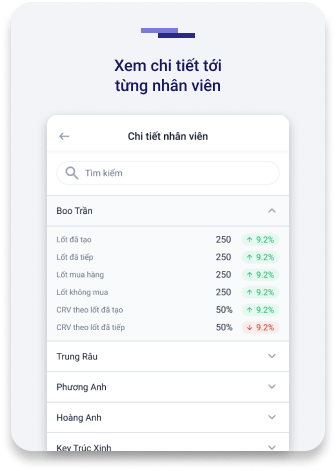 Xem chi tiết tới
từng nhân viên
Chi tiết nhân viên
Tìm kiếm
Boo Trần
Lốt đã tạo 250 9.2%
Lốt đã tiếp 250 9.2%
Lốt mua hàng 250 9.2%
Lốt không mua 250 9.2%
CRV theo lốt đã tạo 50% 9.2%
CRV theo lốt đã tiếp 50% 9.2%
Trung Râu
Phương Anh
Hoàng Anh
Key Trúc Xinh